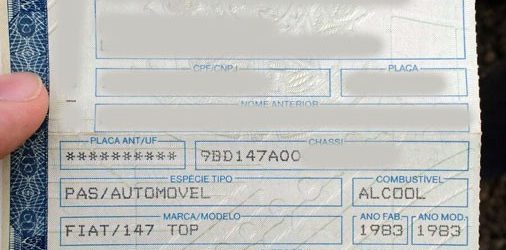 CPF/CNPJ PLACA
NOME ANTERIOR
PLACA ANT/UF CHASSI
********** 9BD147A00
ESPÉCIE TIPO COMBUSTÍVEL
PAS/AUTOMOVEL ALCOOL
MARCA/MODELO ANO FAB. ANO MOD.
FIAT/147 TOP 1983 1983